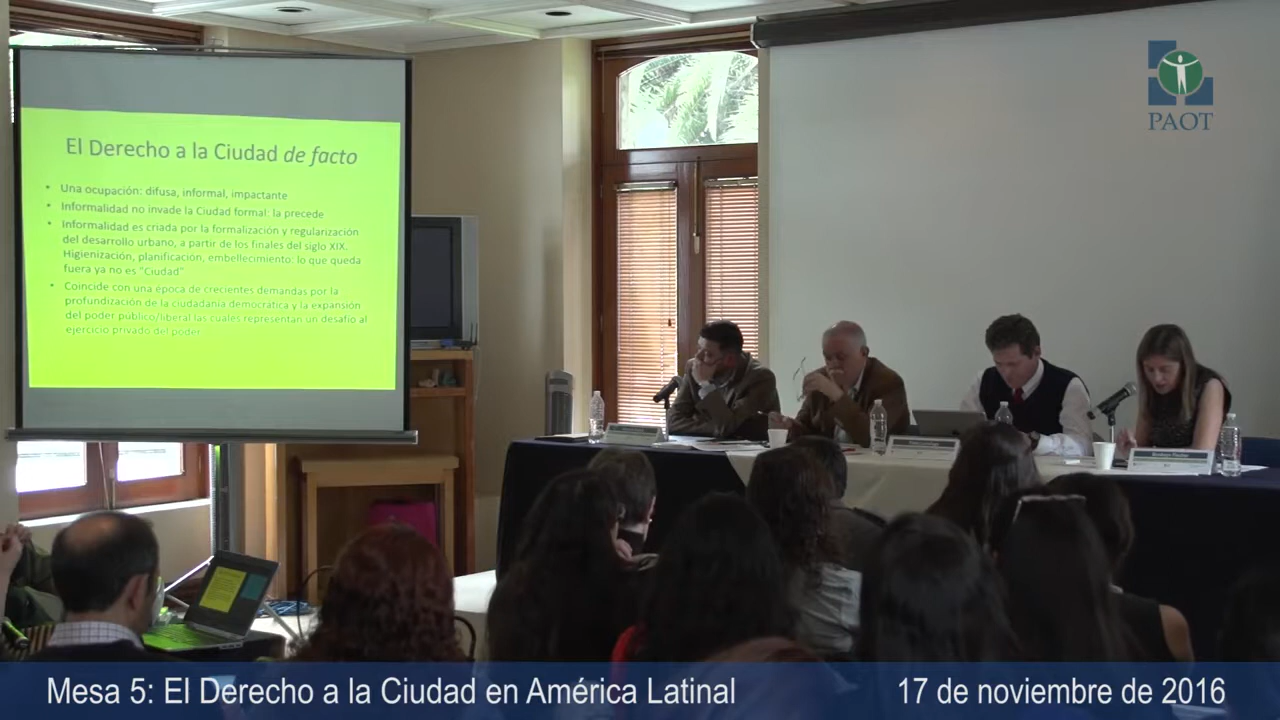 El Derecho a la Ciudad de facto
• Una ocupación: difusa, informal, impactante
• Informalidad no invade la Ciudad formal: la precede
• Informalidad es criada por la formalización y regularización
del desarrollo urbano, a partir de los finales del siglo XIX.
Higienización, planificación, embellecimiento: lo que queda
fuera ya no es "Ciudad"
• Coincide con una época de crecientes demandas por la
profundización de la ciudadanía democrática y la expansión
del poder público/liberal las cuales representan un desafío al
ejercicio privado del poder
PAOT
Mesa 5: El Derecho a la Ciudad en América Latinal
17 de noviembre de 2016